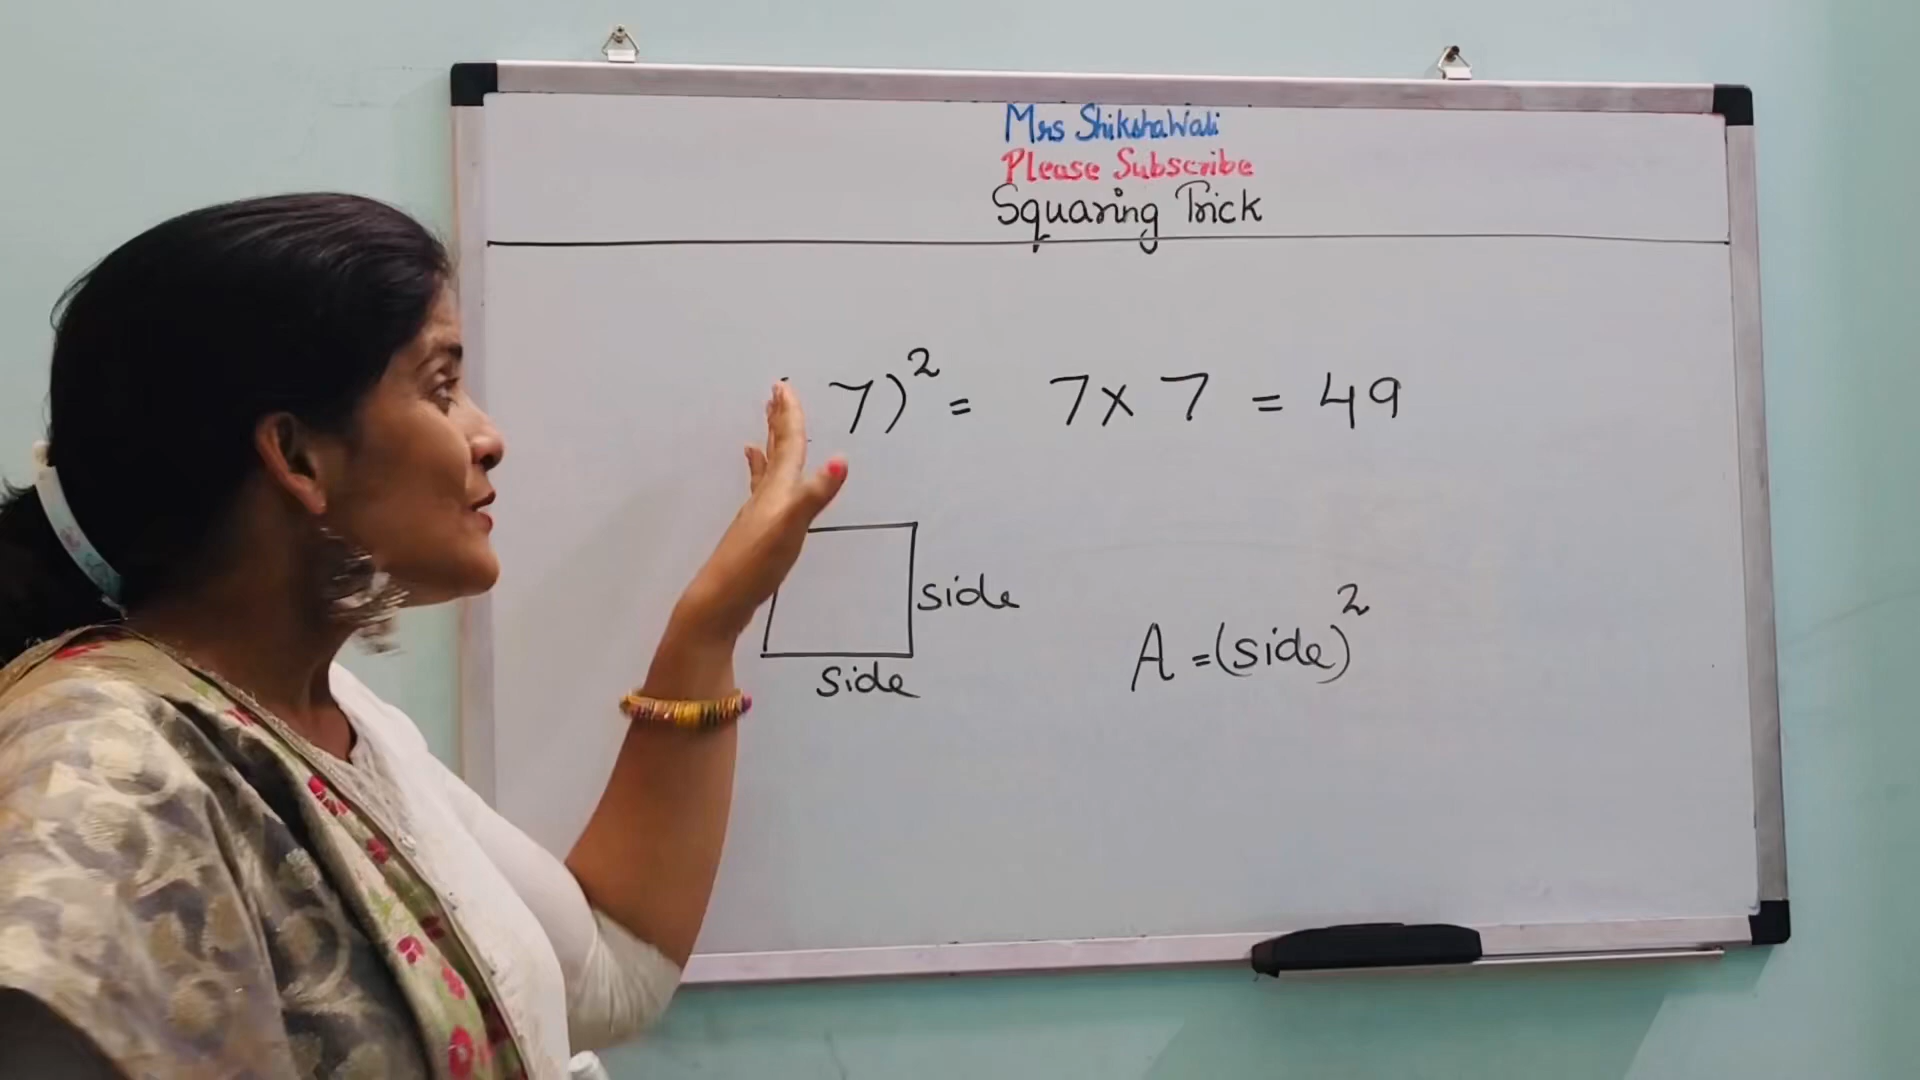 Mrs ShikshaWali
Please Subscribe
Squaring Trick
7)² = 7 × 7 = 49
side
side
A = (side)²